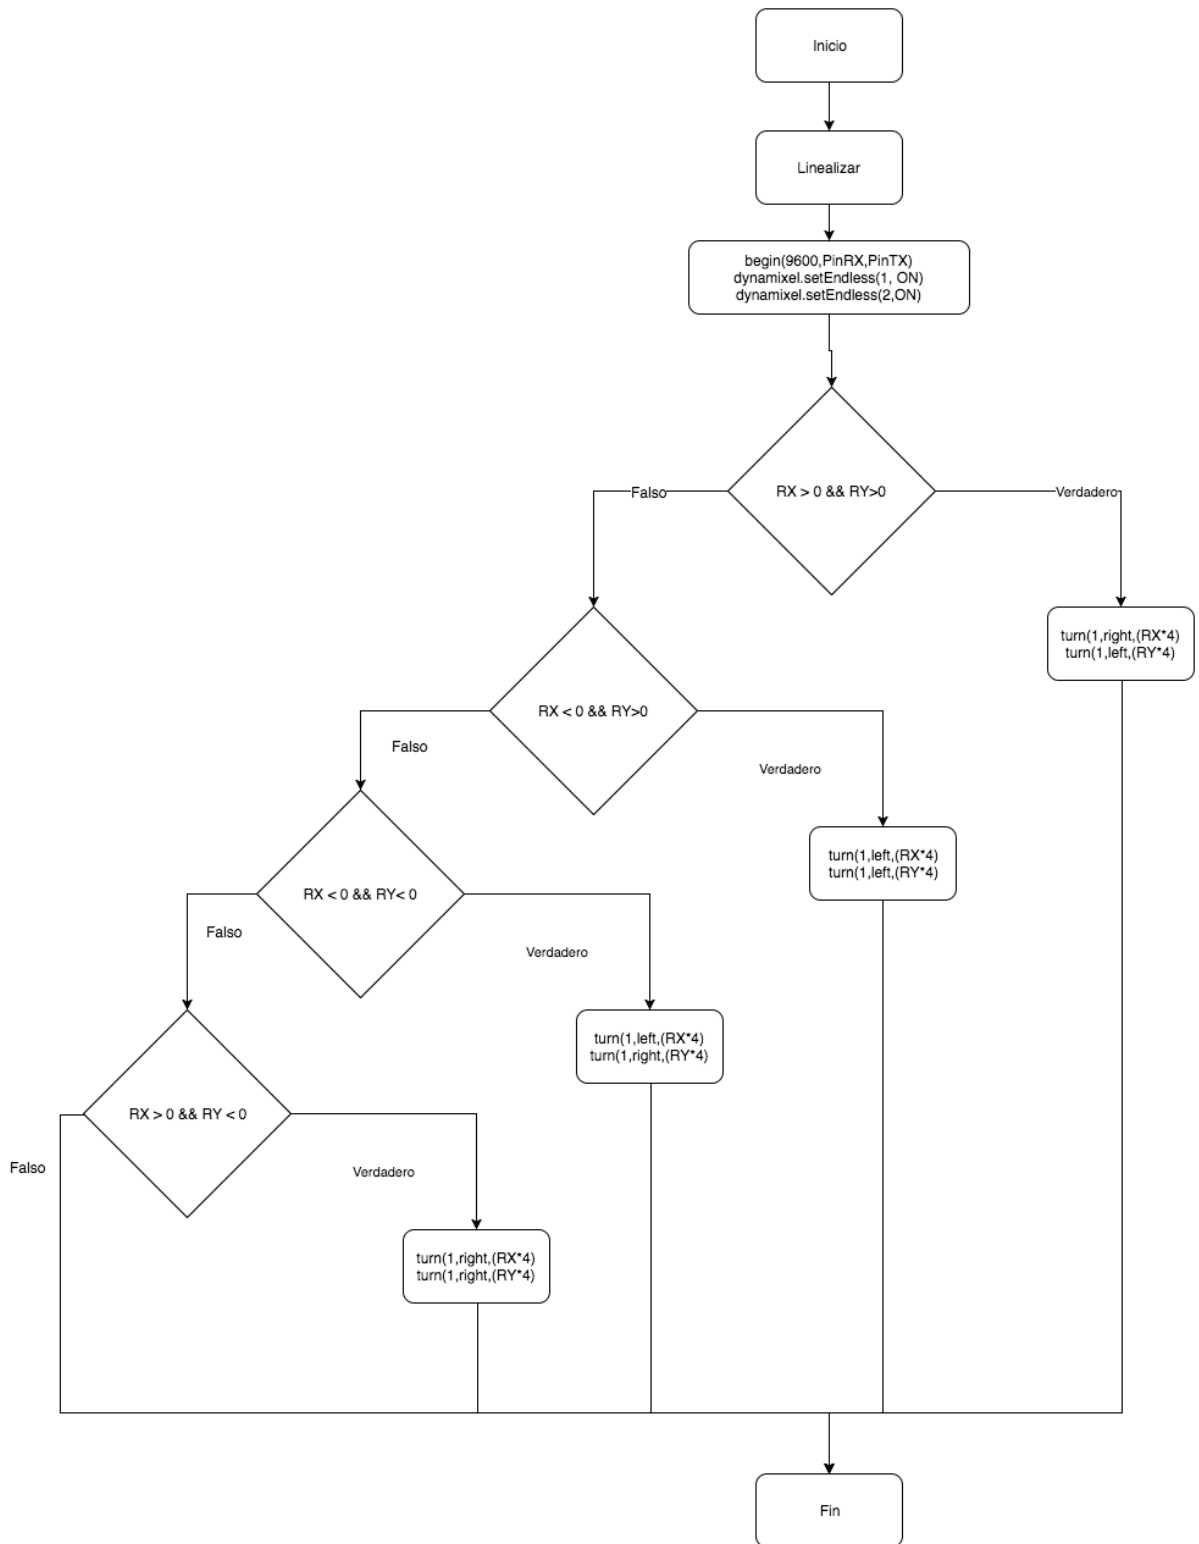 Inicio
Linealizar
begin(9600,PinRX,PinTX)
dynamixel.setEndless(1, ON)
dynamixel.setEndless(2,ON)
RX > 0 && RY>0
Falso
Verdadero
turn(1,right,(RX*4)
turn(1,left,(RY*4)
RX < 0 && RY>0
Falso
Verdadero
turn(1,left,(RX*4)
turn(1,left,(RY*4)
RX < 0 && RY< 0
Falso
Verdadero
turn(1,left,(RX*4)
turn(1,right,(RY*4)
RX > 0 && RY < 0
Falso
Verdadero
turn(1,right,(RX*4)
turn(1,right,(RY*4)
Fin